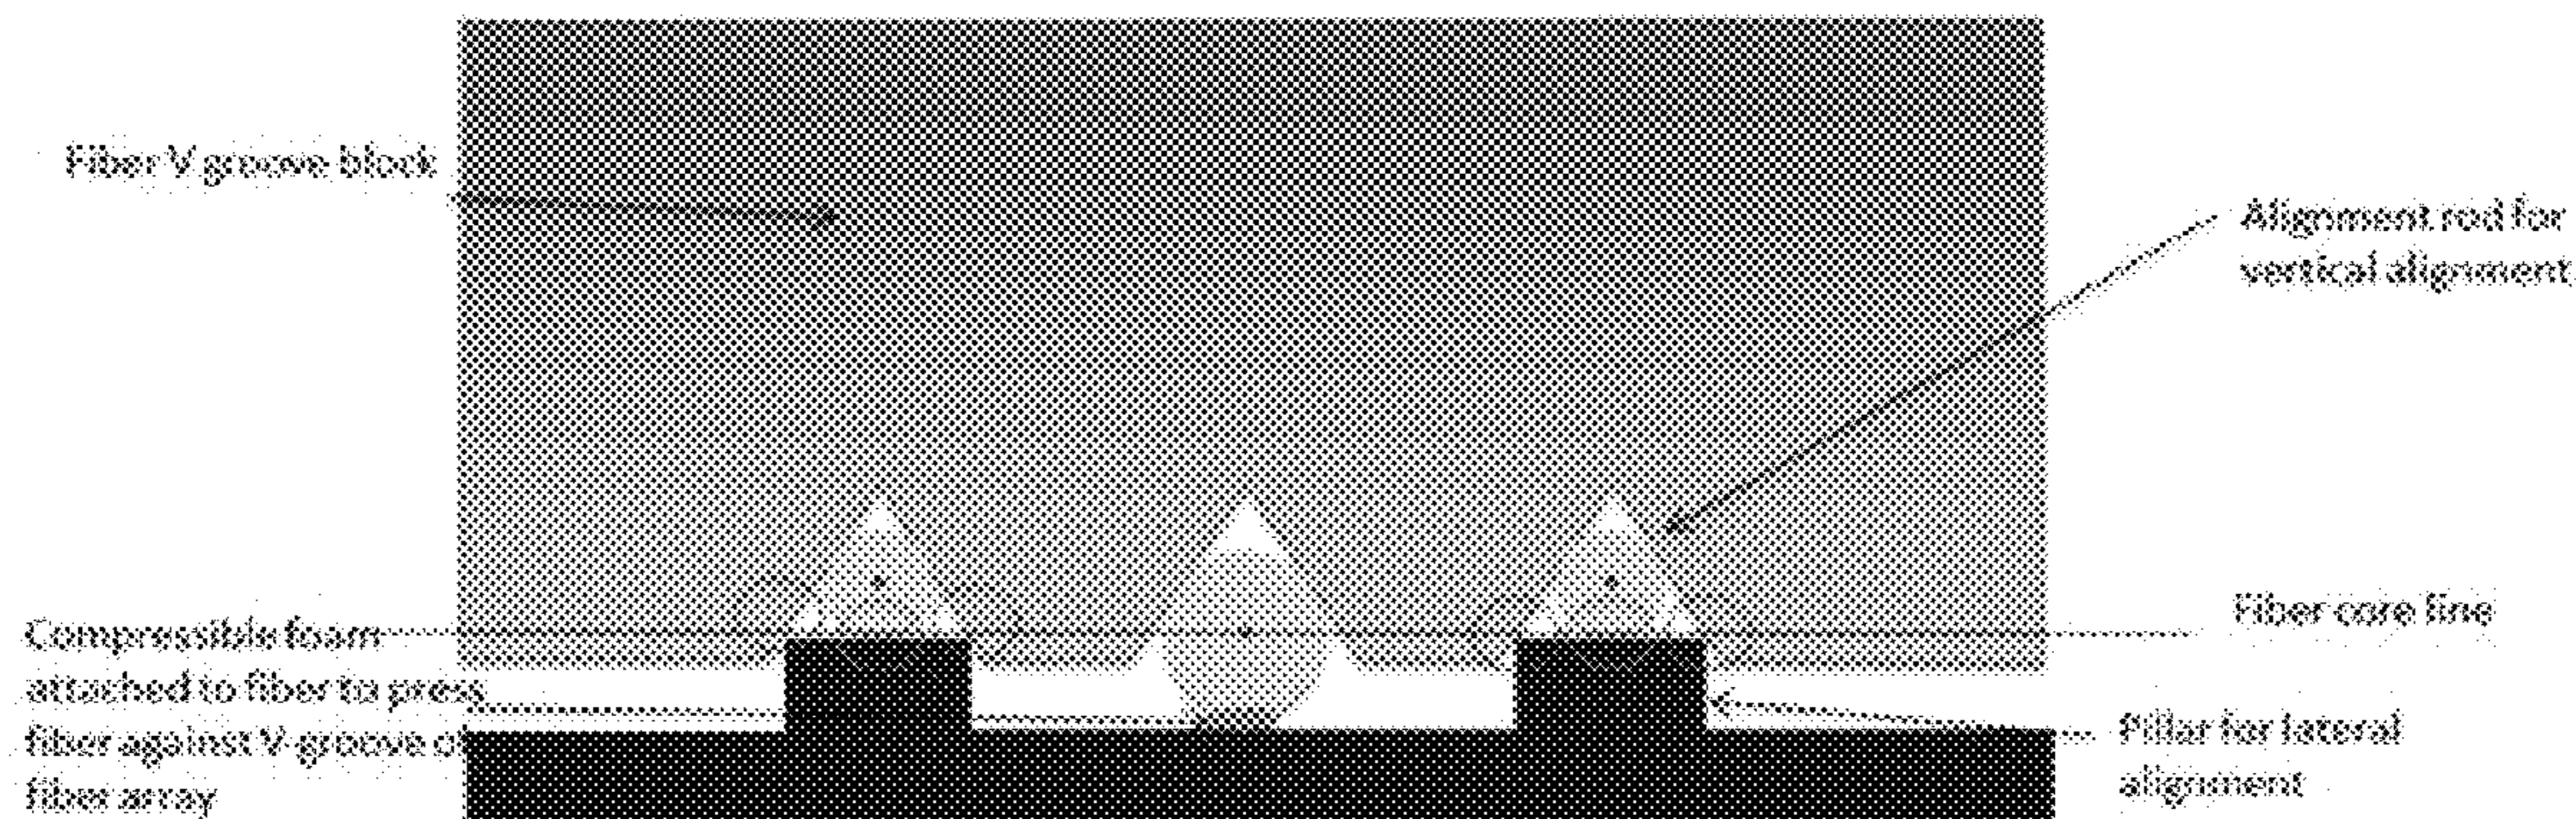 Fiber V groove block
Alignment rod for
vertical alignment
Fiber core line
Compressible foam
attached to fiber to press
fiber against V groove of
fiber array
Pillar for lateral
alignment